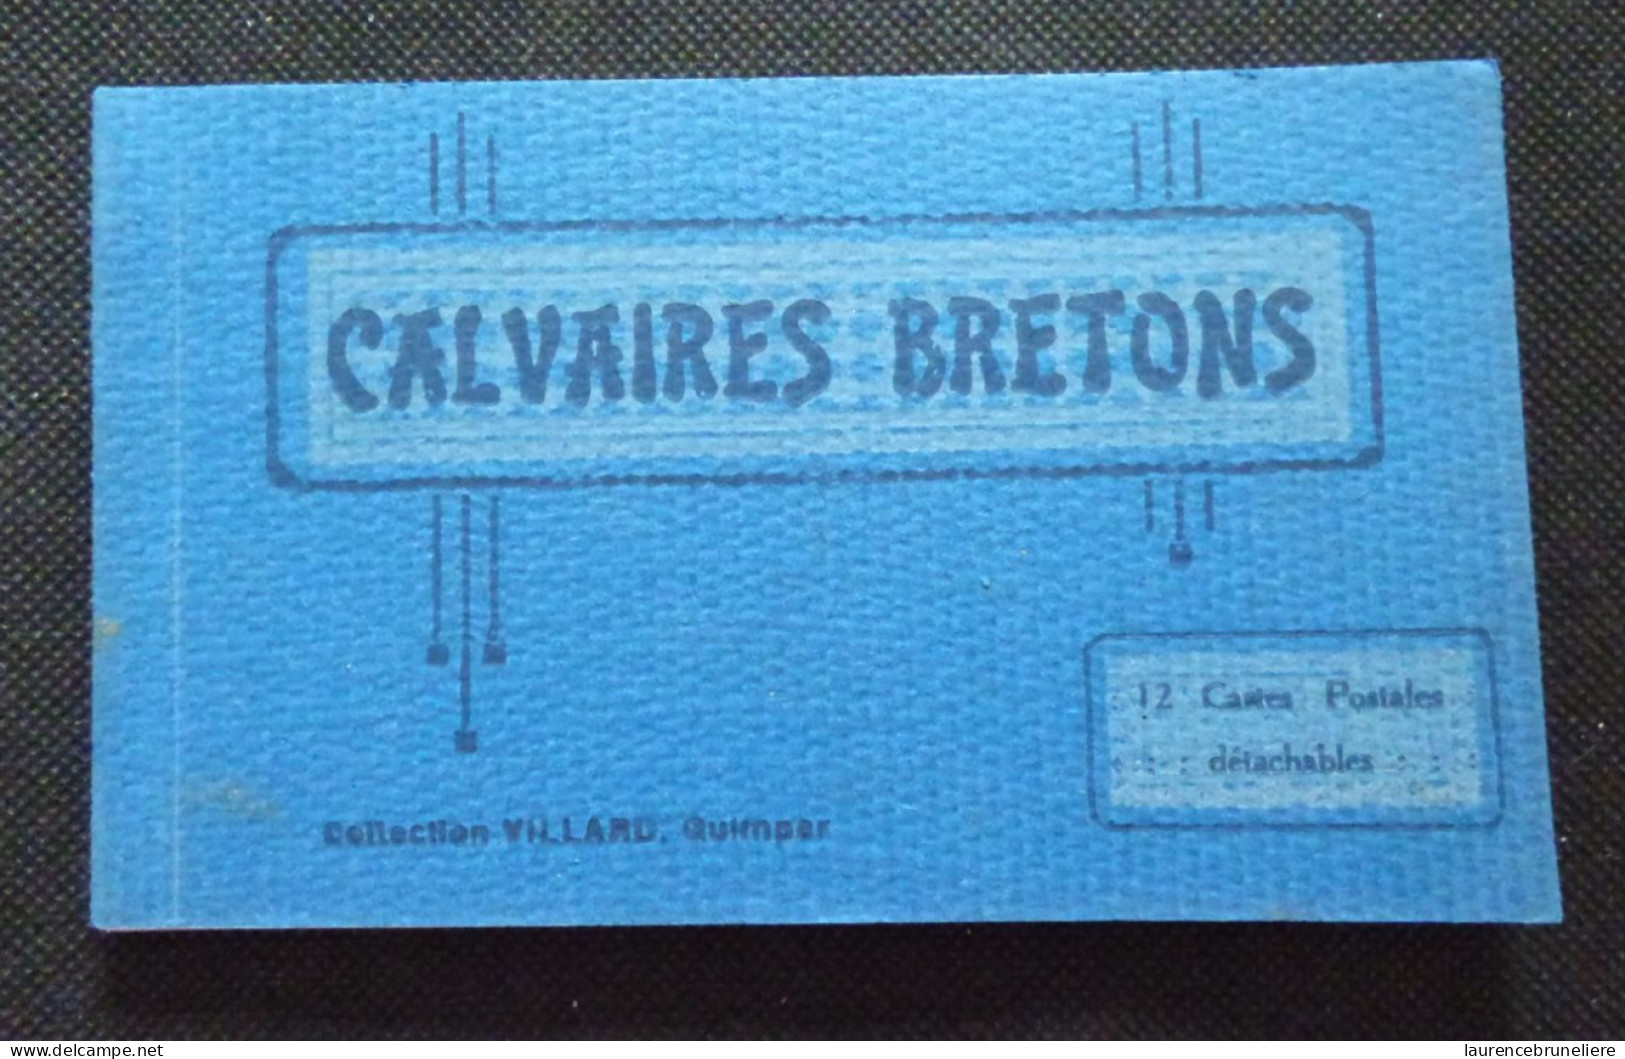 CALVAIRES BRETONS
12 Cartes Postales
détachables
Collection VILLARD, Quimper
www.delcampe.net
laurencebruneliere